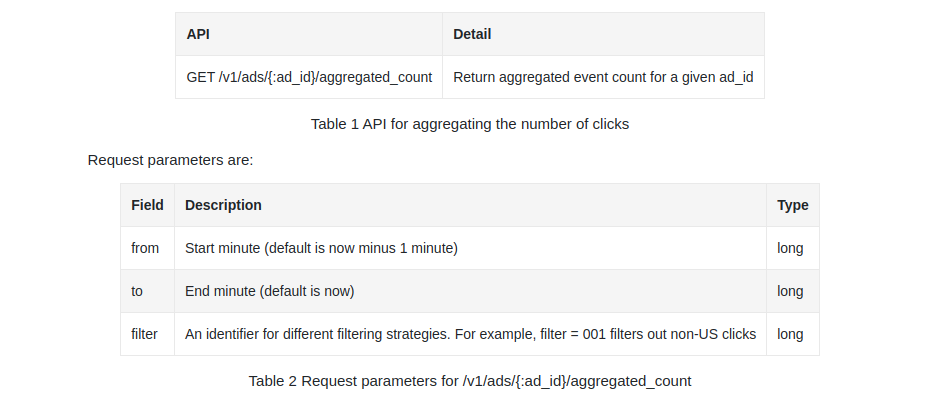 API Detail
GET /v1/ads/{:ad_id}/aggregated_count Return aggregated event count for a given ad_id
Table 1 API for aggregating the number of clicks
Request parameters are:
Field Description Type
from Start minute (default is now minus 1 minute) long
to End minute (default is now) long
filter An identifier for different filtering strategies. For example, filter = 001 filters out non-US clicks long
Table 2 Request parameters for /v1/ads/{:ad_id}/aggregated_count